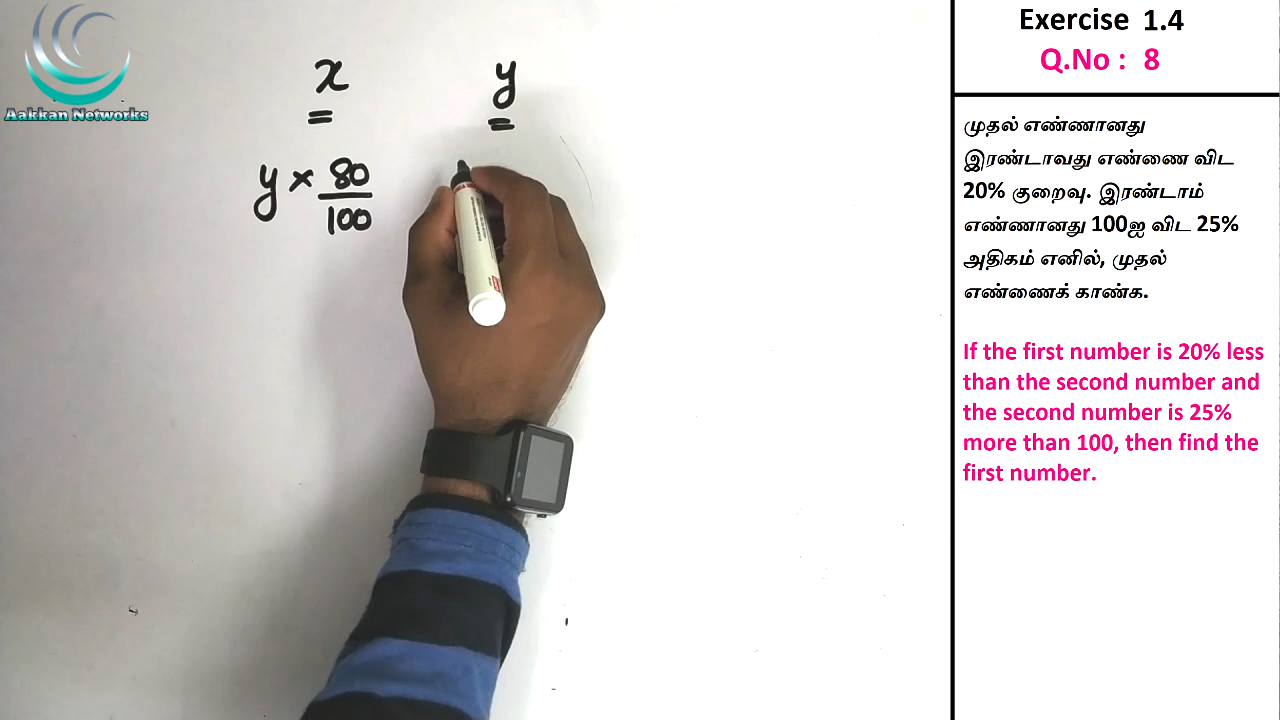 Aakkan Networks
x y
y × 80/100
Exercise 1.4
Q.No : 8
முதல் எண்ணானது
இரண்டாவது எண்ணை விட
20% குறைவு. இரண்டாம்
எண்ணானது 100ஐ விட 25%
அதிகம் எனில், முதல்
எண்ணைக் காண்க.
If the first number is 20% less
than the second number and
the second number is 25%
more than 100, then find the
first number.